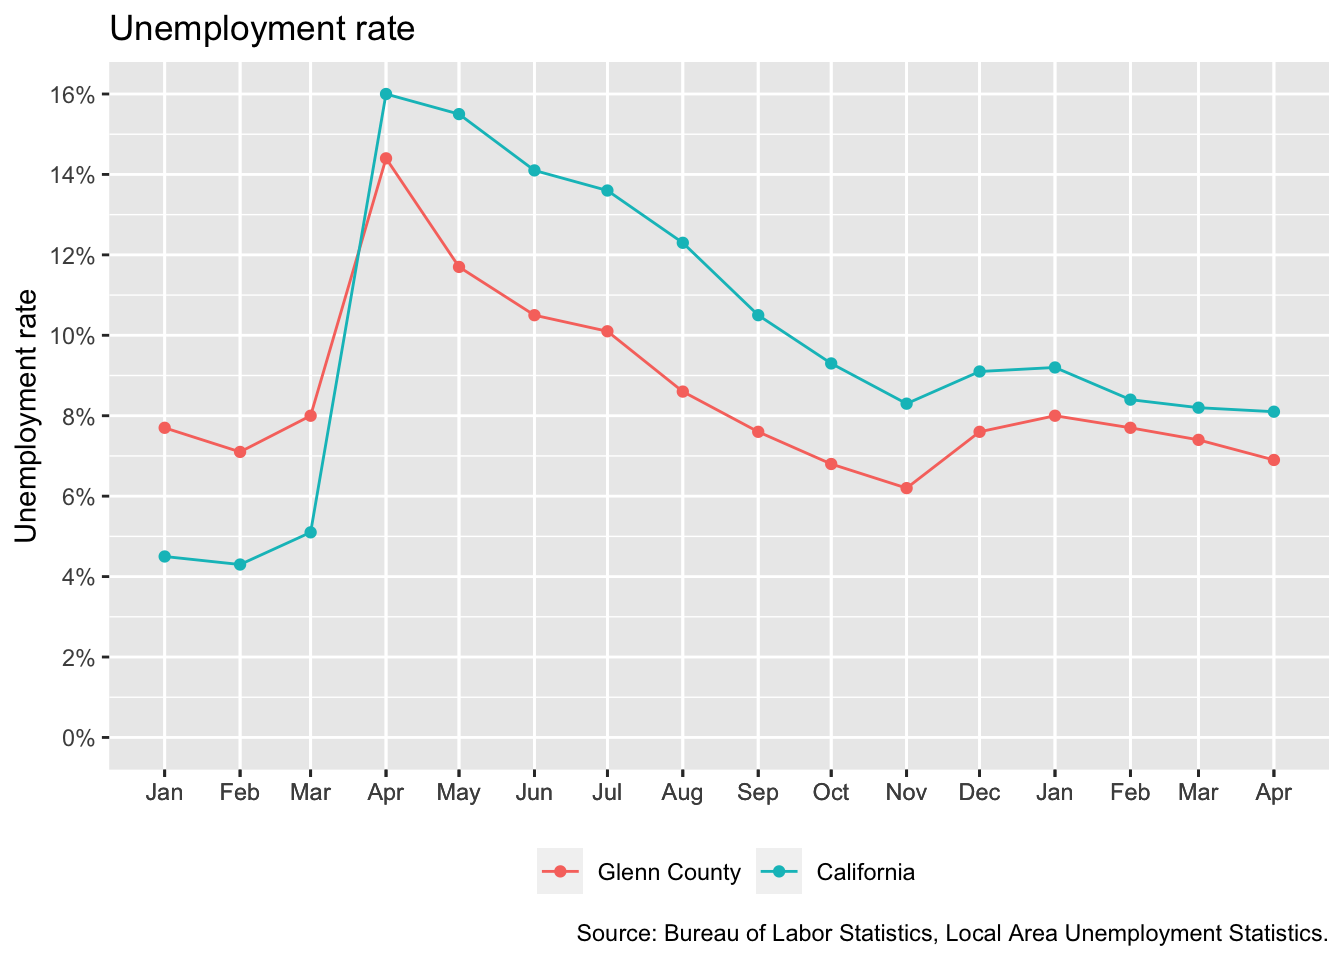 Unemployment rate
Unemployment rate
16%
14%
12%
10%
8%
6%
4%
2%
0%
Jan Feb Mar Apr May Jun Jul Aug Sep Oct Nov Dec Jan Feb Mar Apr
Glenn County California
Source: Bureau of Labor Statistics, Local Area Unemployment Statistics.